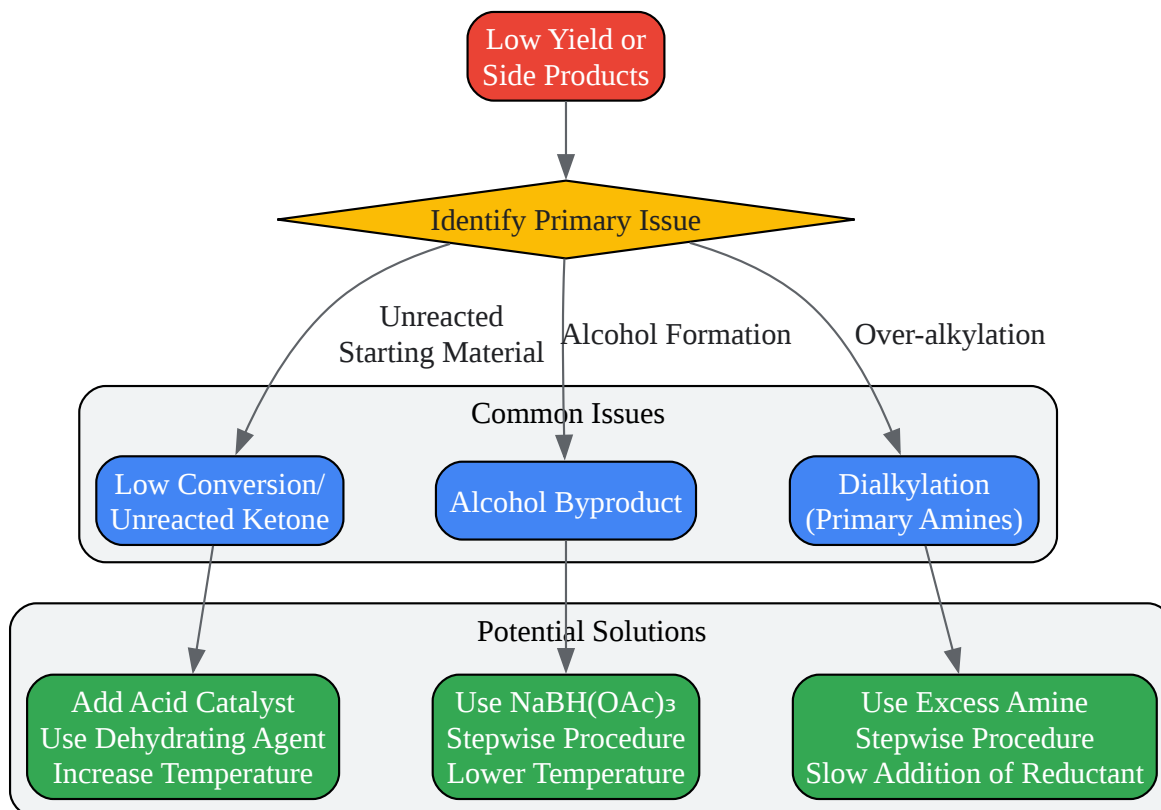 Low Yield or
Side Products
Identify Primary Issue
Unreacted
Starting Material
Alcohol Formation
Over-alkylation
Common Issues
Low Conversion/
Unreacted Ketone
Alcohol Byproduct
Dialkylation
(Primary Amines)
Potential Solutions
Add Acid Catalyst
Use Dehydrating Agent
Increase Temperature
Use NaBH(OAc)₃
Stepwise Procedure
Lower Temperature
Use Excess Amine
Stepwise Procedure
Slow Addition of Reductant